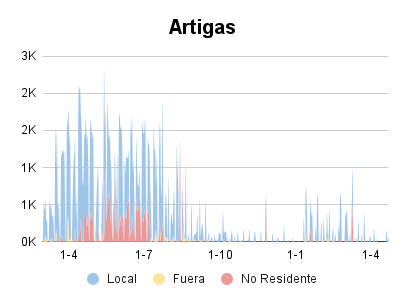 Artigas
3K
2K
2K
1K
1K
0K
1-4 1-7 1-10 1-1 1-4
Local Fuera No Residente